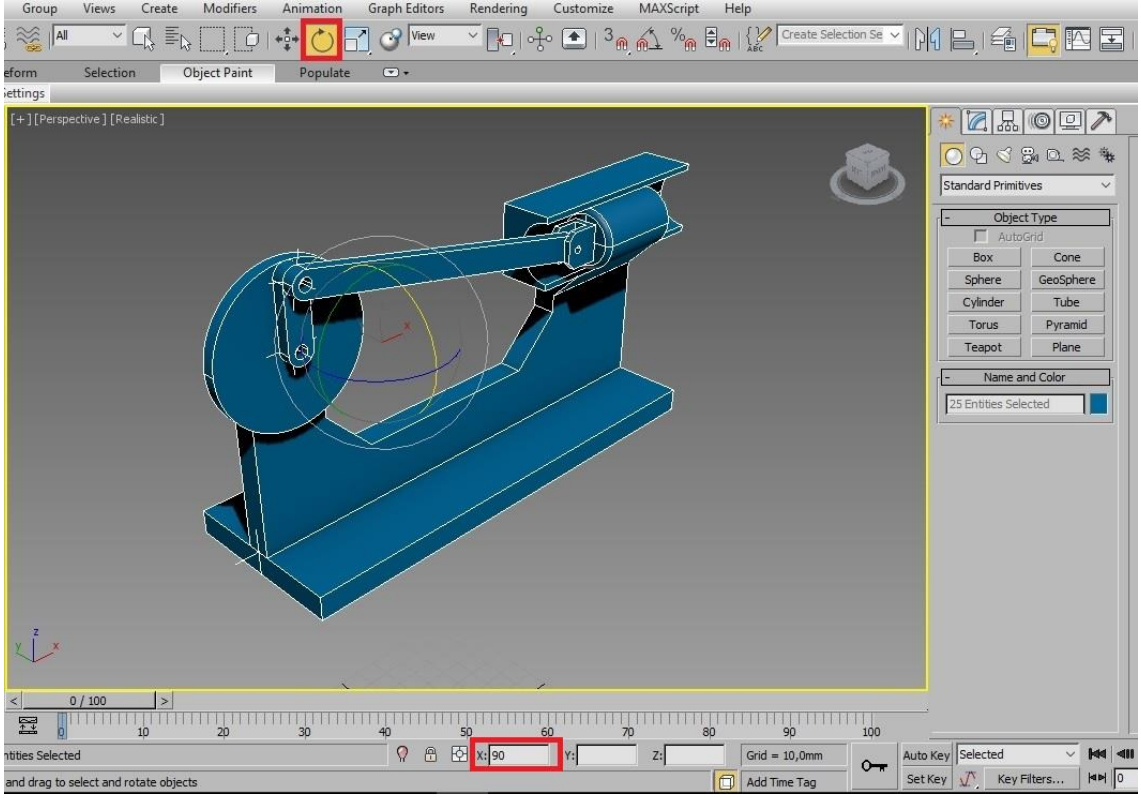 Group Views Create Modifiers Animation Graph Editors Rendering Customize MAXScript Help
All View 3 % ABC Create Selection Se
eform Selection Object Paint Populate
Settings
[+] [Perspective ] [Realistic ]
Standard Primitives
- Object Type
AutoGrid
Box Cone
Sphere GeoSphere
Cylinder Tube
Torus Pyramid
Teapot Plane
- Name and Color
25 Entities Selected
x
z
y x
< 0 / 100 >
0 10 20 30 40 50 60 70 80 90 100
ntities Selected X: 90 Y: Z: Grid = 10,0mm Auto Key Selected
and drag to select and rotate objects Add Time Tag Set Key Key Filters... 0